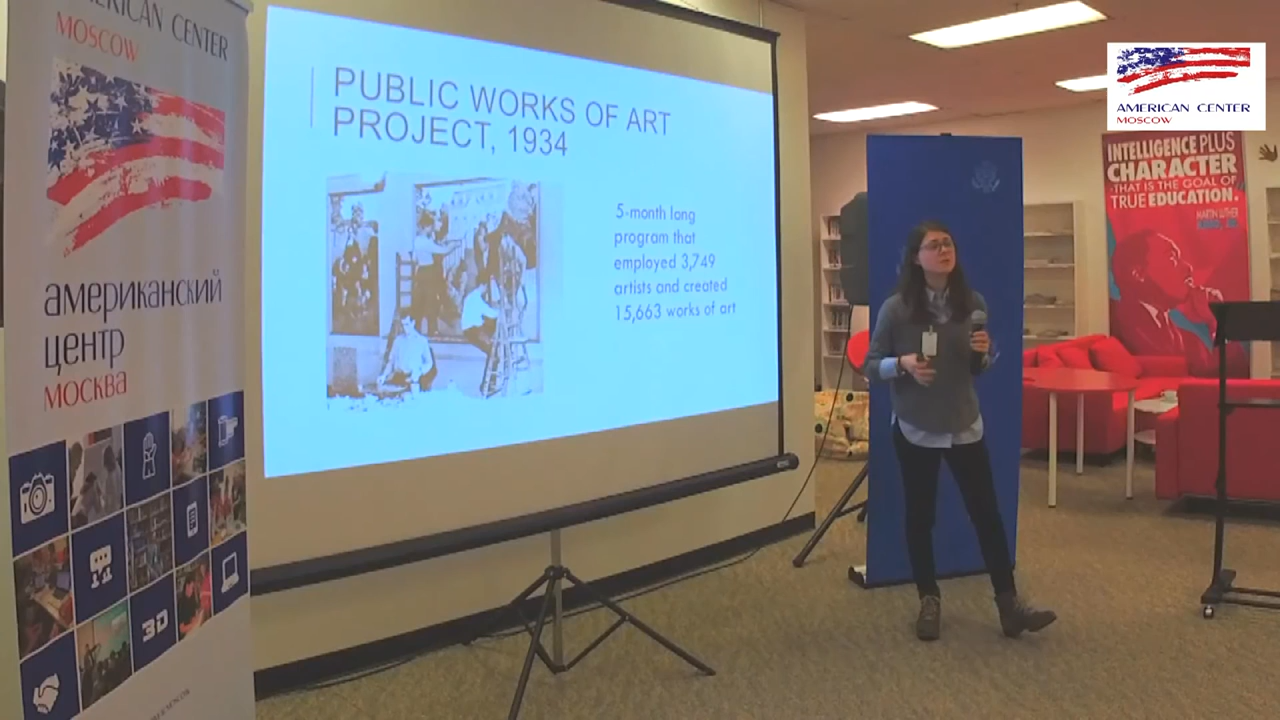 AMERICAN CENTER
MOSCOW
американский
центр
москва
3D
PUBLIC WORKS OF ART
PROJECT, 1934
5-month long
program that
employed 3,749
artists and created
15,663 works of art
AMERICAN CENTER
MOSCOW
INTELLIGENCE PLUS
CHARACTER
-THAT IS THE GOAL OF
TRUE EDUCATION.
MARTIN LUTHER
KING, JR.